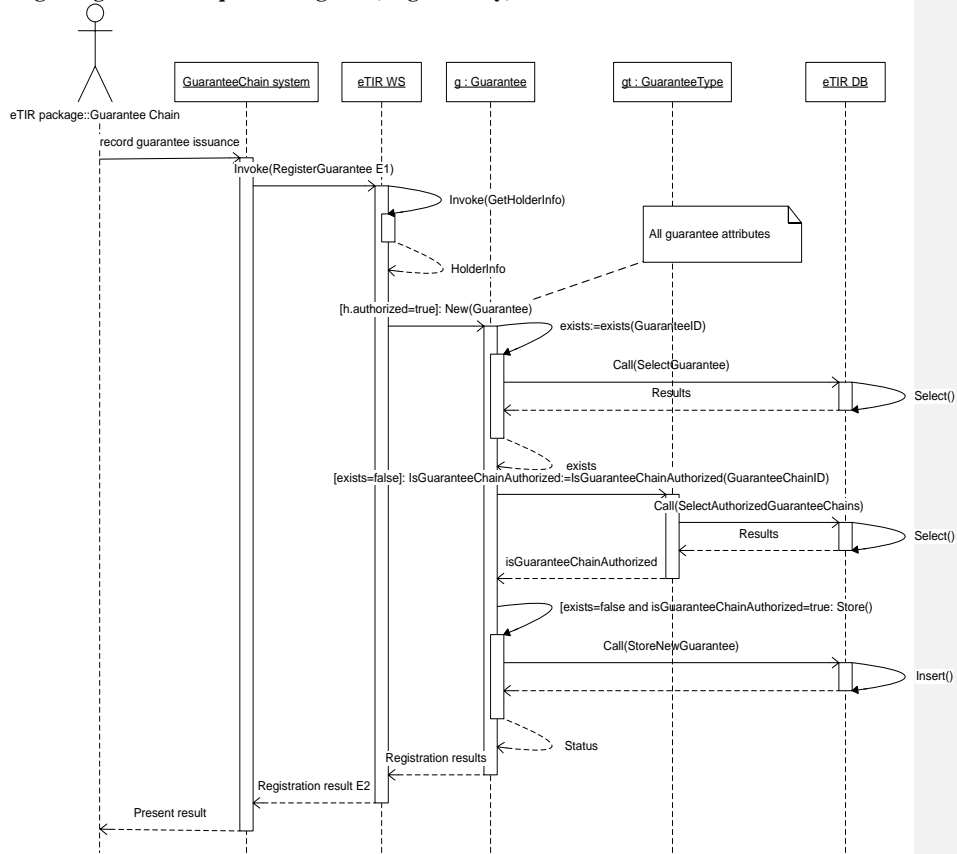 GuaranteeChain system
eTIR WS
g : Guarantee
gt : GuaranteeType
eTIR DB
eTIR package::Guarantee Chain
record guarantee issuance
Invoke(RegisterGuarantee E1)
Invoke(GetHolderInfo)
All guarantee attributes
HolderInfo
[h.authorized=true]: New(Guarantee)
exists:=exists(GuaranteeID)
Call(SelectGuarantee)
Results
Select()
exists
[exists=false]: IsGuaranteeChainAuthorized:=IsGuaranteeChainAuthorized(GuaranteeChainID)
Call(SelectAuthorizedGuaranteeChains)
Results
Select()
isGuaranteeChainAuthorized
[exists=false and isGuaranteeChainAuthorized=true: Store()
Call(StoreNewGuarantee)
Insert()
Status
Registration results
Registration result E2
Present result